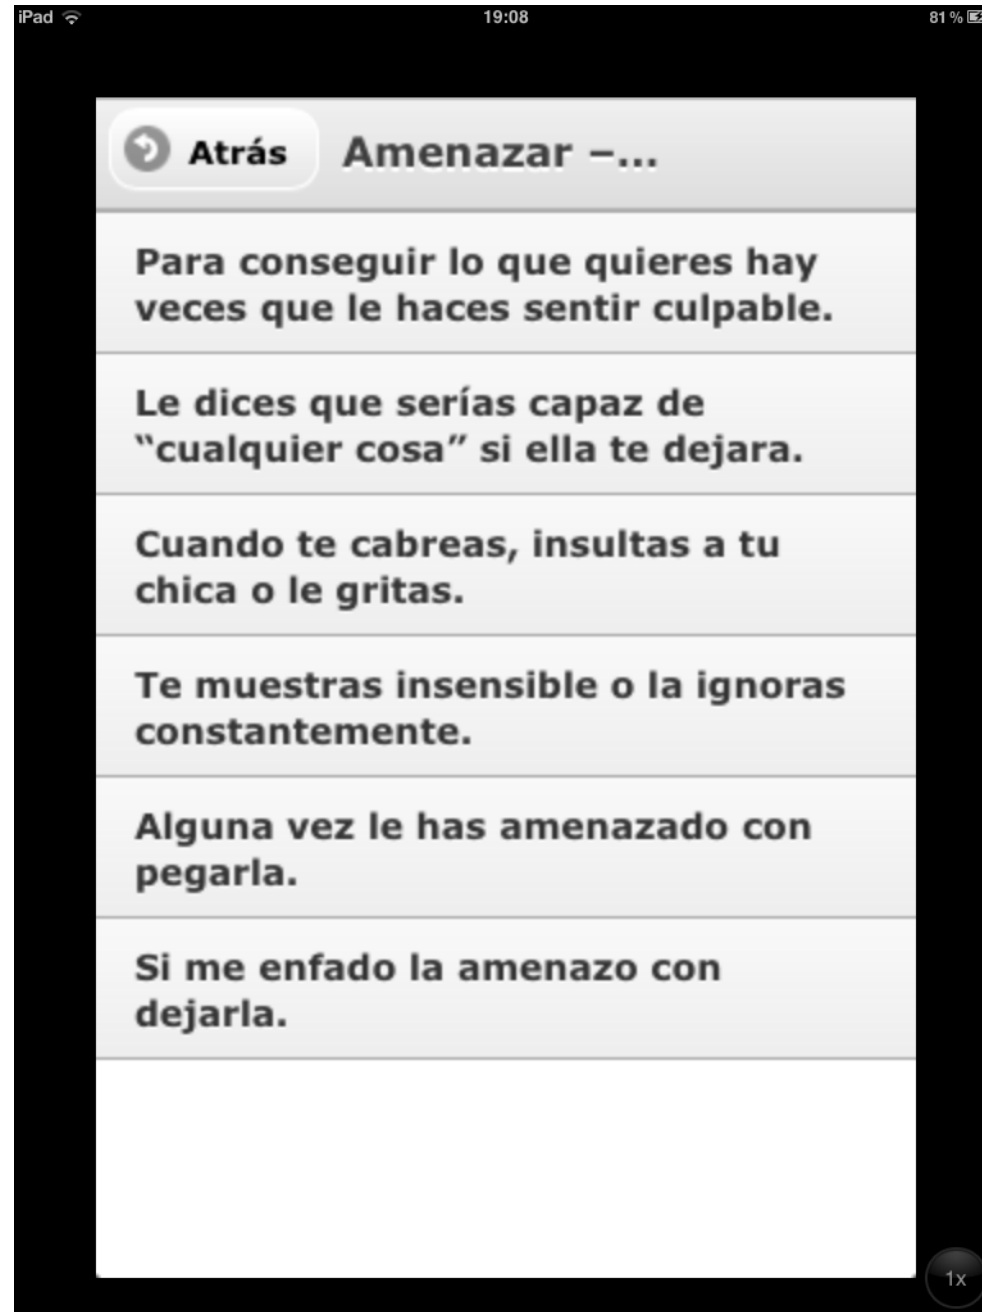 iPad 19:08 81 %
Atrás Amenazar –...
Para conseguir lo que quieres hay
veces que le haces sentir culpable.
Le dices que serías capaz de
“cualquier cosa” si ella te dejara.
Cuando te cabreas, insultas a tu
chica o le gritas.
Te muestras insensible o la ignoras
constantemente.
Alguna vez le has amenazado con
pegarla.
Si me enfado la amenazo con
dejarla.
1x